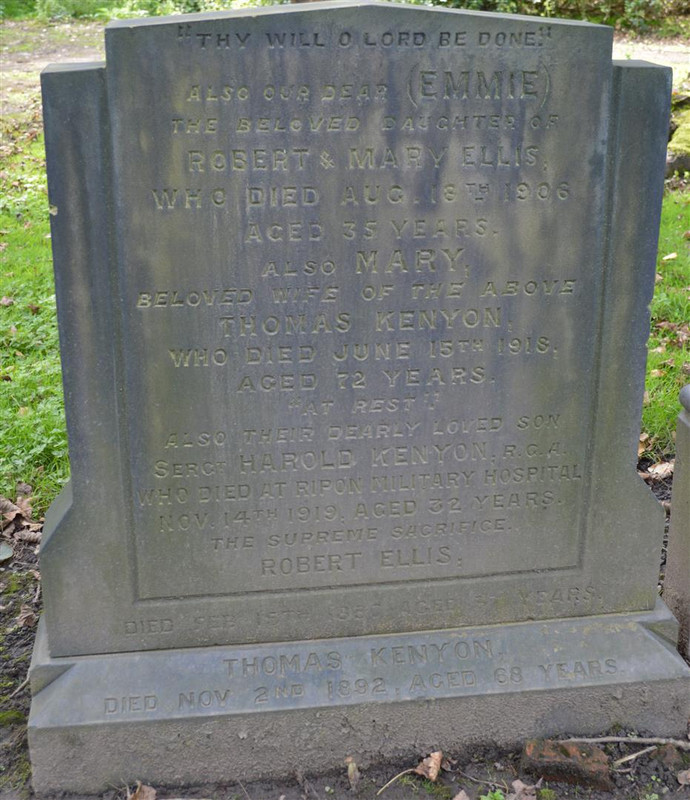 "THY WILL O LORD BE DONE."
ALSO OUR DEAR (EMMIE)
THE BELOVED DAUGHTER OF
ROBERT & MARY ELLIS,
WHO DIED AUG. 18TH 1906
AGED 35 YEARS.
ALSO MARY,
BELOVED WIFE OF THE ABOVE
THOMAS KENYON,
WHO DIED JUNE 15TH 1918,
AGED 72 YEARS.
"AT REST".
ALSO THEIR DEARLY LOVED SON
SERGT HAROLD KENYON, R.G.A.
WHO DIED AT RIPON MILITARY HOSPITAL
NOV. 14TH 1919, AGED 32 YEARS.
THE SUPREME SACRIFICE.
ROBERT ELLIS,
DIED FEB 15TH AGED YEARS.
THOMAS KENYON.
DIED NOV 2ND 1892, AGED 68 YEARS.